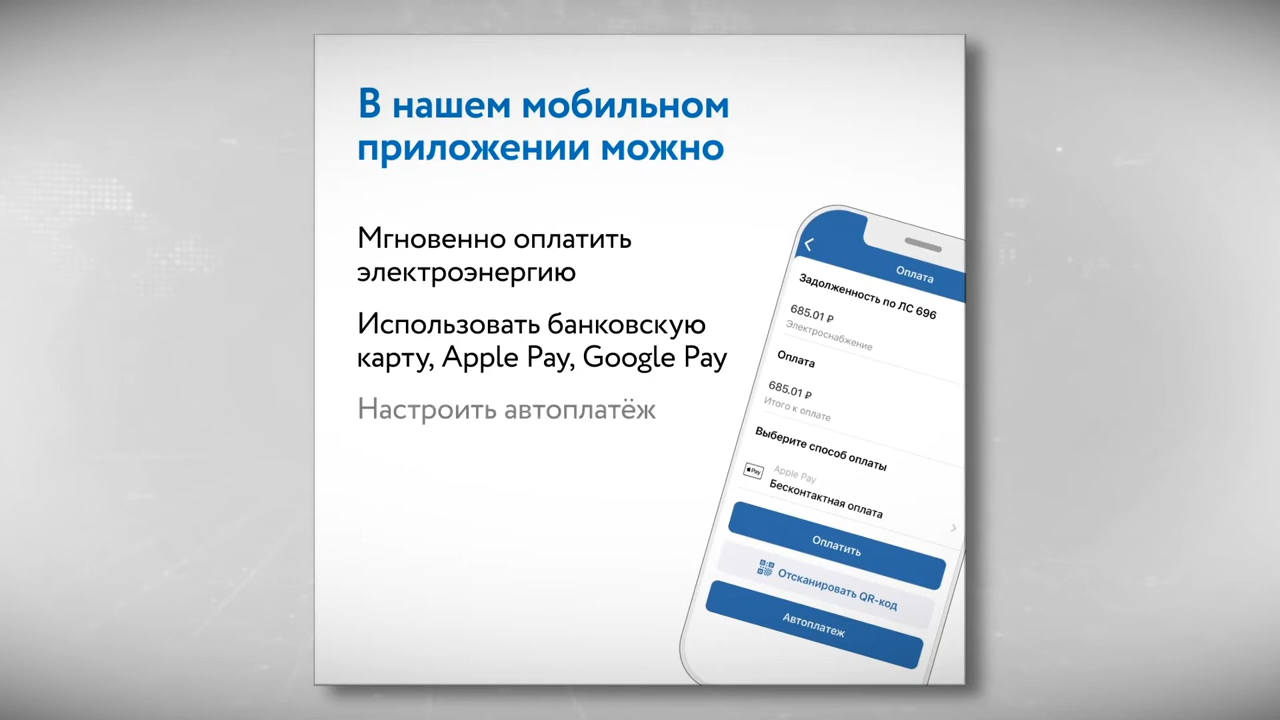 В нашем мобильном
приложении можно
Мгновенно оплатить
электроэнергию
Использовать банковскую
карту, Apple Pay, Google Pay
Настроить автоплатёж
Оплата
Задолженность по ЛС 696
685.01 ₽
Электроснабжение
Оплата
685.01 ₽
Итого к оплате
Выберите способ оплаты
Pay
Apple Pay
Бесконтактная оплата
Оплатить
Отсканировать QR-код
Автоплатеж